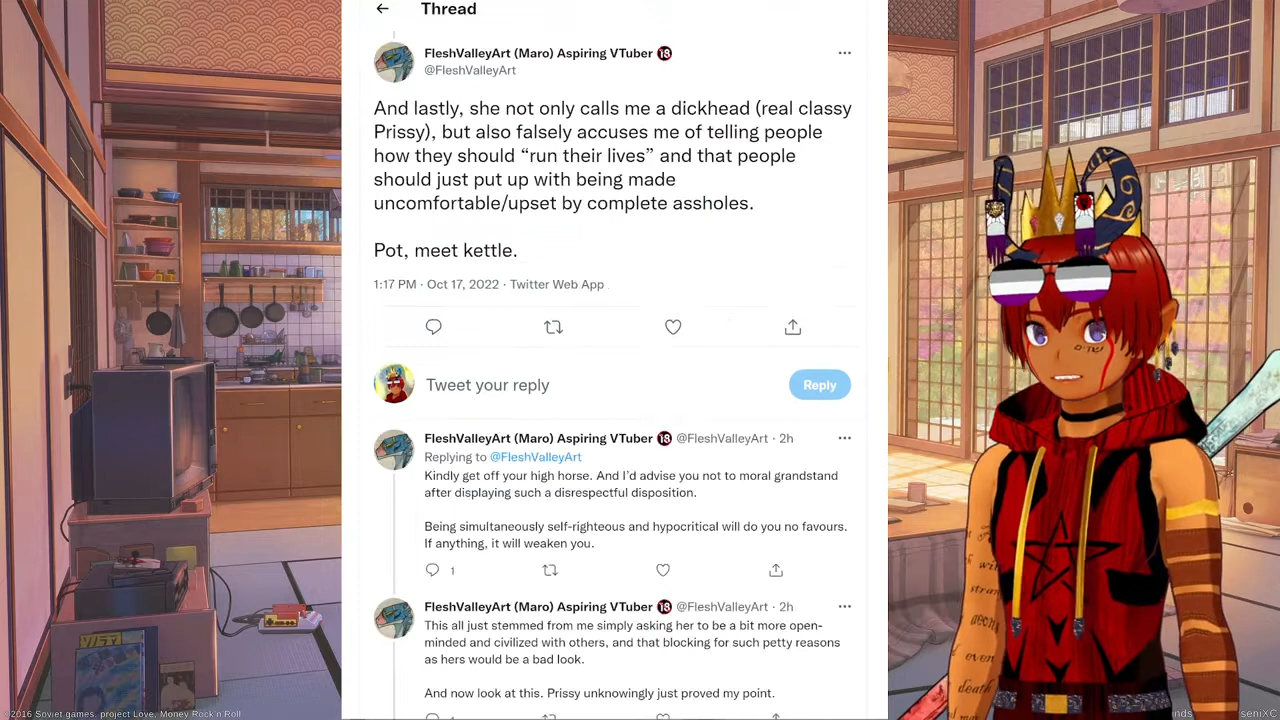 Thread
FleshValleyArt (Maro) Aspiring VTuber 🔞
@FleshValleyArt
And lastly, she not only calls me a dickhead (real classy
Prissy), but also falsely accuses me of telling people
how they should “run their lives” and that people
should just put up with being made
uncomfortable/upset by complete assholes.
Pot, meet kettle.
1:17 PM · Oct 17, 2022 · Twitter Web App
Tweet your reply
Reply
FleshValleyArt (Maro) Aspiring VTuber 🔞 @FleshValleyArt · 2h
Replying to @FleshValleyArt
Kindly get off your high horse. And I'd advise you not to moral grandstand
after displaying such a disrespectful disposition.
Being simultaneously self-righteous and hypocritical will do you no favours.
If anything, it will weaken you.
1
FleshValleyArt (Maro) Aspiring VTuber 🔞 @FleshValleyArt · 2h
This all just stemmed from me simply asking her to be a bit more open-
minded and civilized with others, and that blocking for such petty reasons
as hers would be a bad look.
And now look at this. Prissy unknowingly just proved my point.
even
death
2016 Soviet games. project Love, Money Rock'n Roll
inds
seniXC